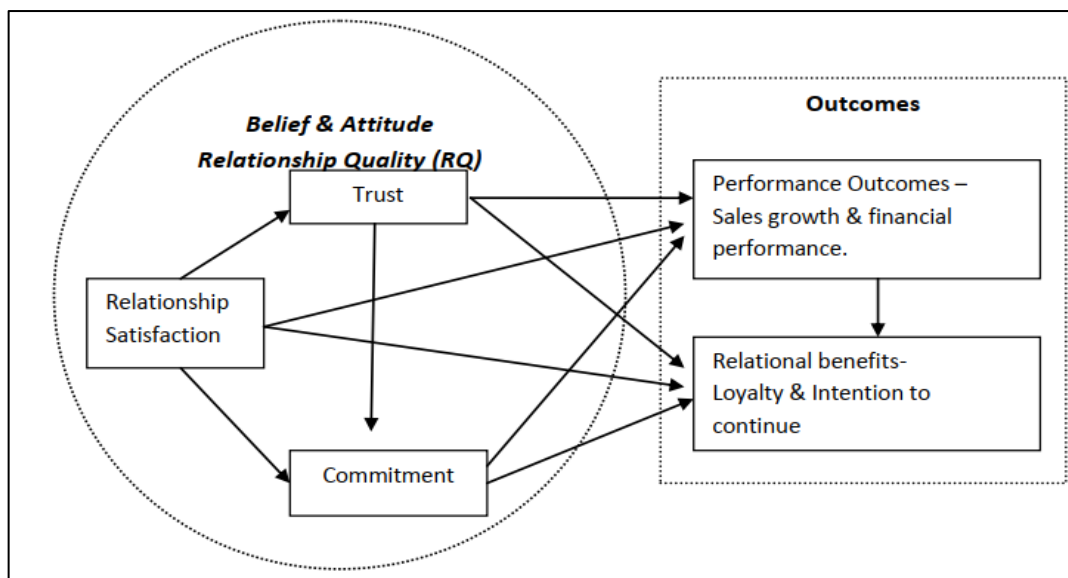 Belief & Attitude
Relationship Quality (RQ)
Trust
Relationship
Satisfaction
Commitment
Outcomes
Performance Outcomes –
Sales growth & financial
performance.
Relational benefits-
Loyalty & Intention to
continue